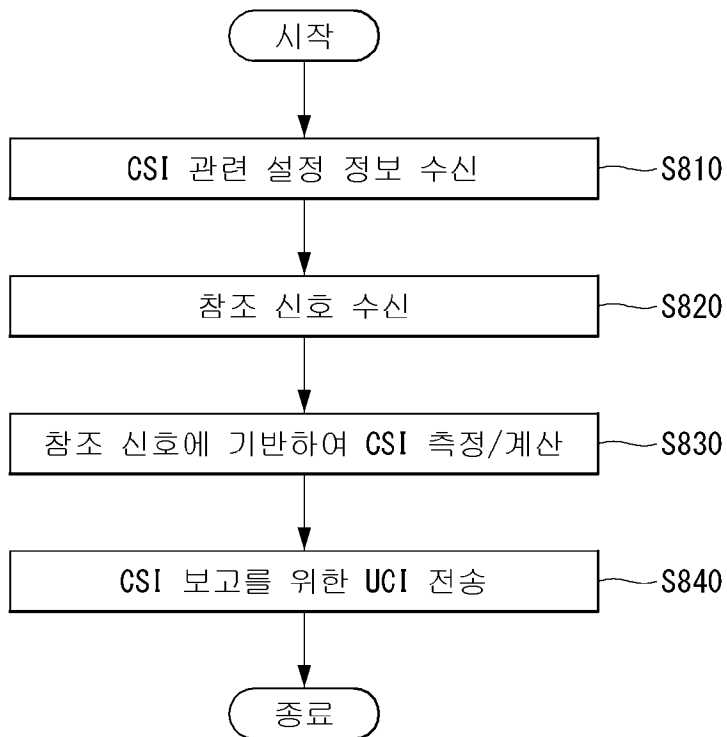 시작
CSI 관련 설정 정보 수신
S810
참조 신호 수신
S820
참조 신호에 기반하여 CSI 측정/계산
S830
CSI 보고를 위한 UCI 전송
S840
종료